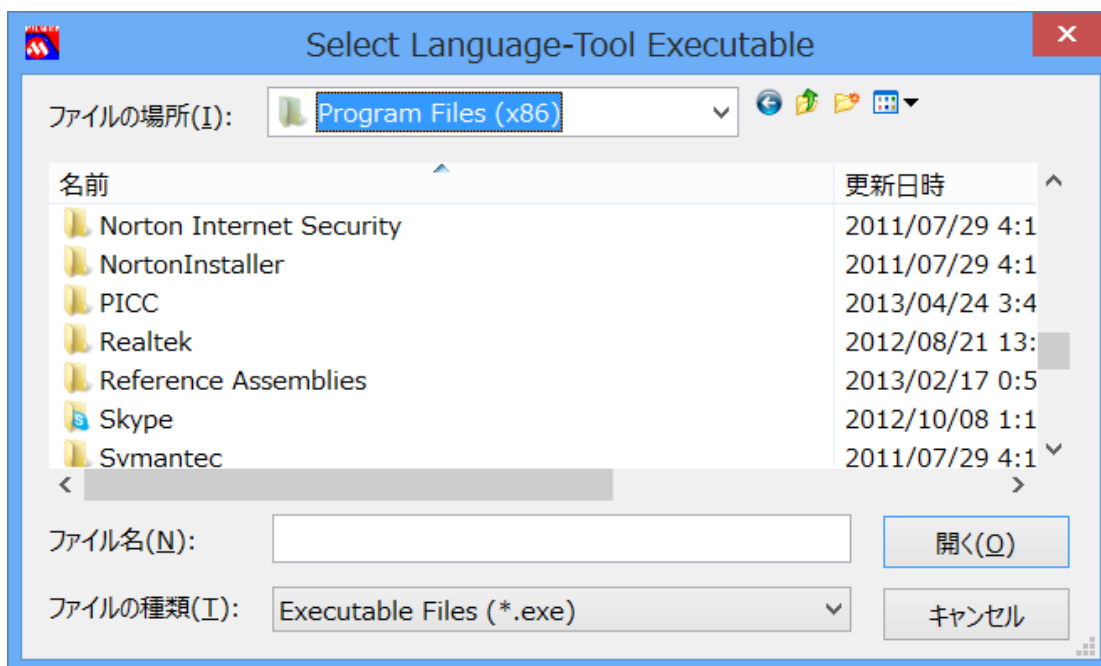 Select Language-Tool Executable
ファイルの場所(I): Program Files (x86)
名前 更新日時
Norton Internet Security 2011/07/29 4:1
NortonInstaller 2011/07/29 4:1
PICC 2013/04/24 3:4
Realtek 2012/08/21 13:
Reference Assemblies 2013/02/17 0:5
Skype 2012/10/08 1:1
Symantec 2011/07/29 4:1
ファイル名(N): 開く(O)
ファイルの種類(T): Executable Files (*.exe) キャンセル